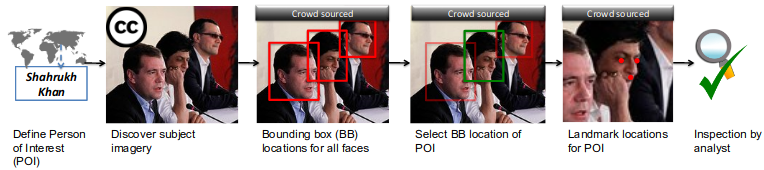 Shahrukh
Khan
cc
Crowd sourced
Crowd sourced
Crowd sourced
Define Person
of Interest
(POI)
Discover subject
imagery
Bounding box (BB)
locations for all faces
Select BB location of
POI
Landmark locations
for POI
Inspection by
analyst